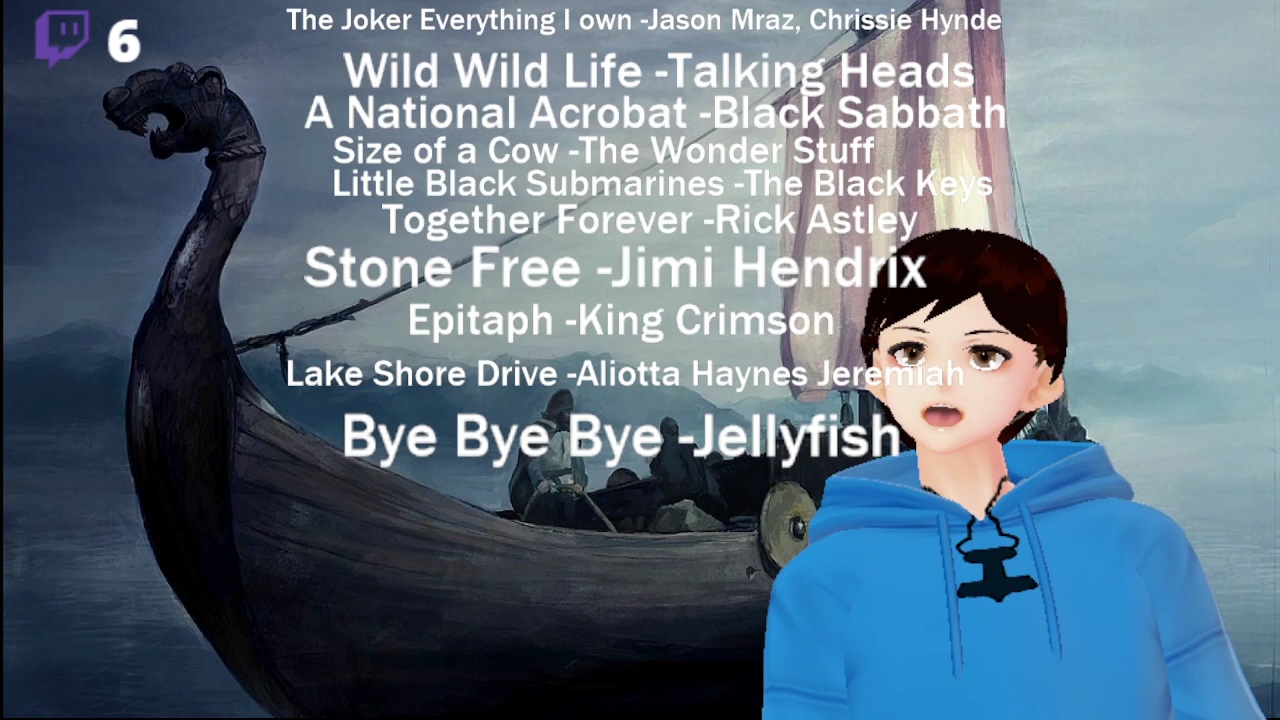 6
The Joker Everything I own -Jason Mraz, Chrissie Hynde
Wild Wild Life -Talking Heads
A National Acrobat -Black Sabbath
Size of a Cow -The Wonder Stuff
Little Black Submarines -The Black Keys
Together Forever -Rick Astley
Stone Free -Jimi Hendrix
Epitaph -King Crimson
Lake Shore Drive -Aliotta Haynes Jeremiah
Bye Bye Bye -Jellyfish